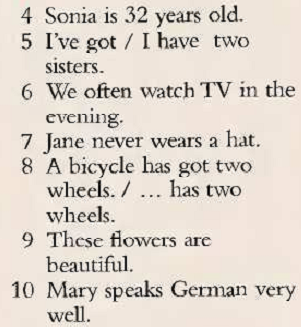 4 Sonia is 32 years old.
5 I've got / I have two
sisters.
6 We often watch TV in the
evening.
7 Jane never wears a hat.
8 A bicycle has got two
wheels. / ... has two
wheels.
9 These flowers are
beautiful.
10 Mary speaks German very
well.